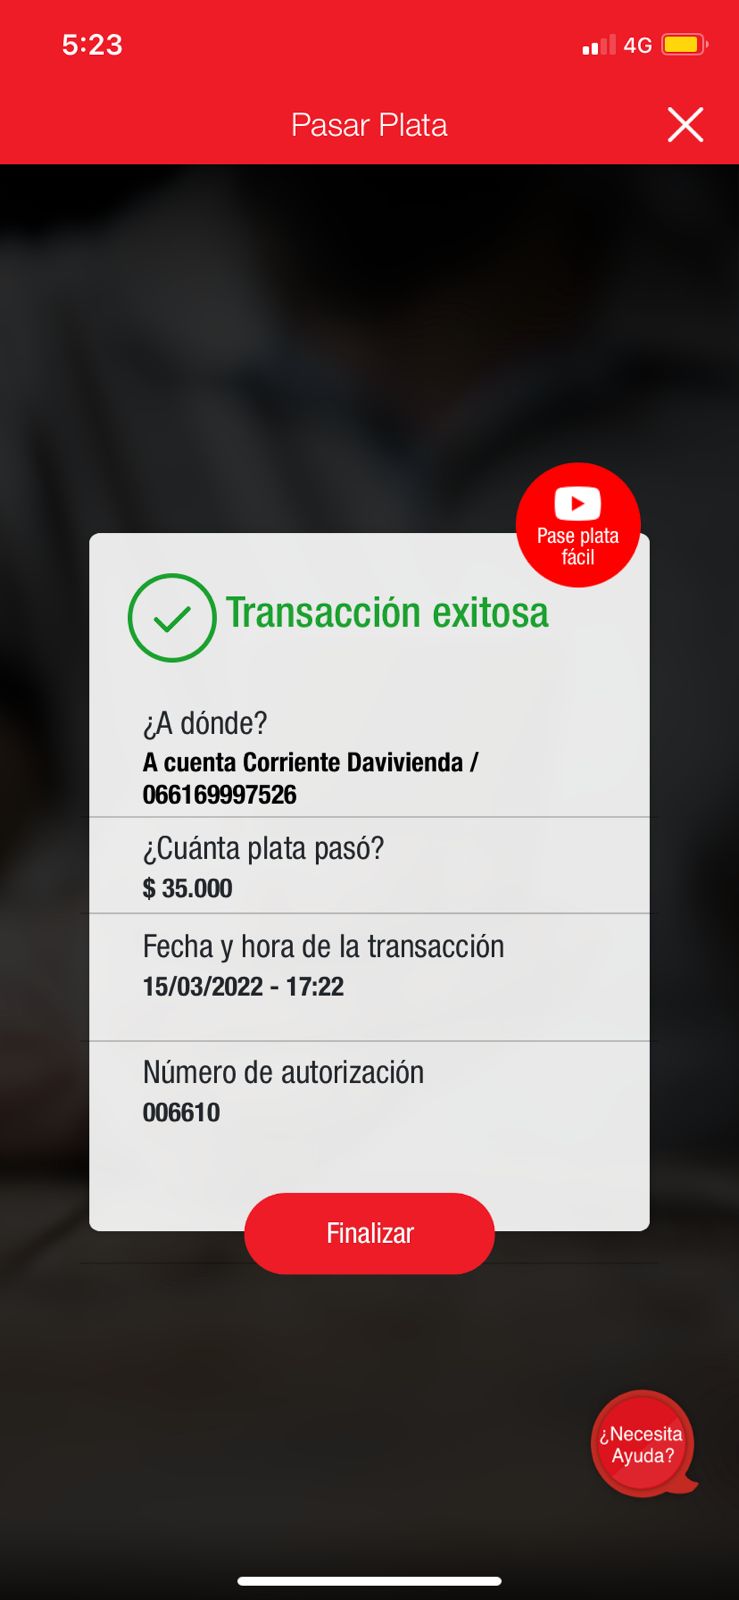 5:23
4G
Pasar Plata
Pase plata
fácil
Transacción exitosa
¿A dónde?
A cuenta Corriente Davivienda /
066169997526
¿Cuánta plata pasó?
$ 35.000
Fecha y hora de la transacción
15/03/2022 - 17:22
Número de autorización
006610
Finalizar
¿Necesita
Ayuda?